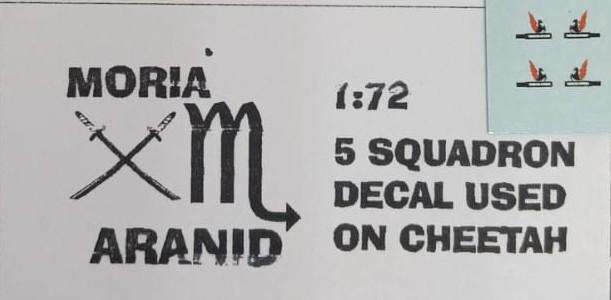 MORIA
ARANID
1:72
5 SQUADRON
DECAL USED
ON CHEETAH